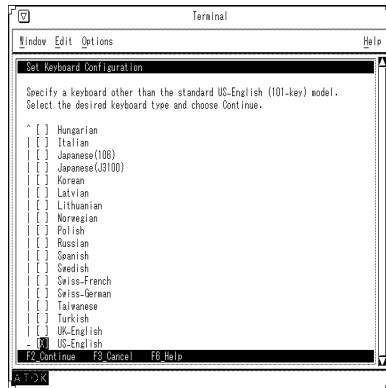 Terminal
Window Edit Options Help
Set Keyboard Configuration
Specify a keyboard other than the standard US-English (101-key) model.
Select the desired keyboard type and choose Continue.
^ [ ] Hungarian
| [ ] Italian
| [ ] Japanese(106)
| [ ] Japanese(J3100)
| [ ] Korean
| [ ] Latvian
| [ ] Lithuanian
| [ ] Norwegian
| [ ] Polish
| [ ] Russian
| [ ] Spanish
| [ ] Swedish
| [ ] Swiss-French
| [ ] Swiss-German
| [ ] Taiwanese
| [ ] Turkish
| [ ] UK-English
- [X] US-English
F2_Continue F3_Cancel F6_Help
ATOK